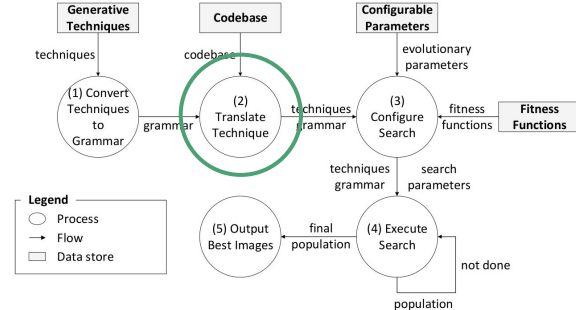 Generative
Techniques
Codebase
Configurable
Parameters
techniques
codebase
evolutionary
parameters
(1) Convert
Techniques
to
Grammar
grammar
(2)
Translate
Technique
techniques
grammar
(3)
Configure
Search
fitness
functions
Fitness
Functions
techniques
grammar
search
parameters
Legend
Process
Flow
Data store
(5) Output
Best Images
final
population
(4) Execute
Search
not done
population